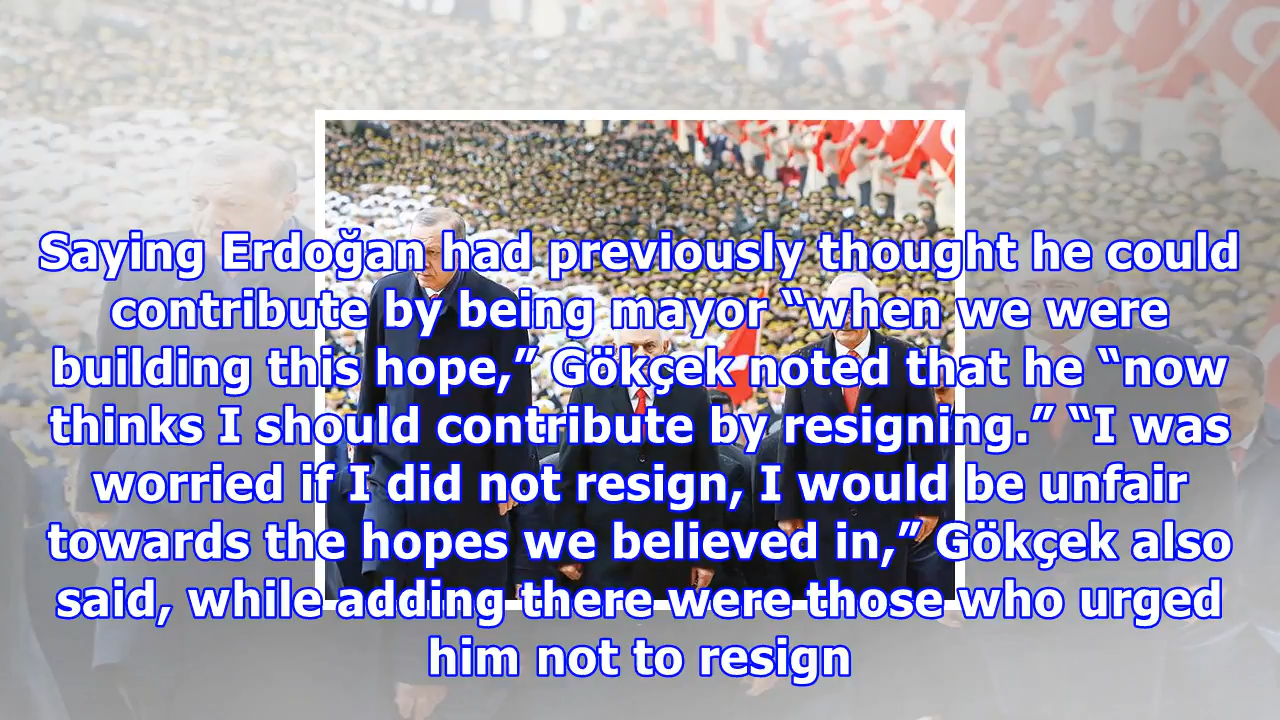 Saying Erdoğan had previously thought he could
contribute by being mayor “when we were
building this hope,” Gökçek noted that he “now
thinks I should contribute by resigning.” “I was
worried if I did not resign, I would be unfair
towards the hopes we believed in,” Gökçek also
said, while adding there were those who urged
him not to resign